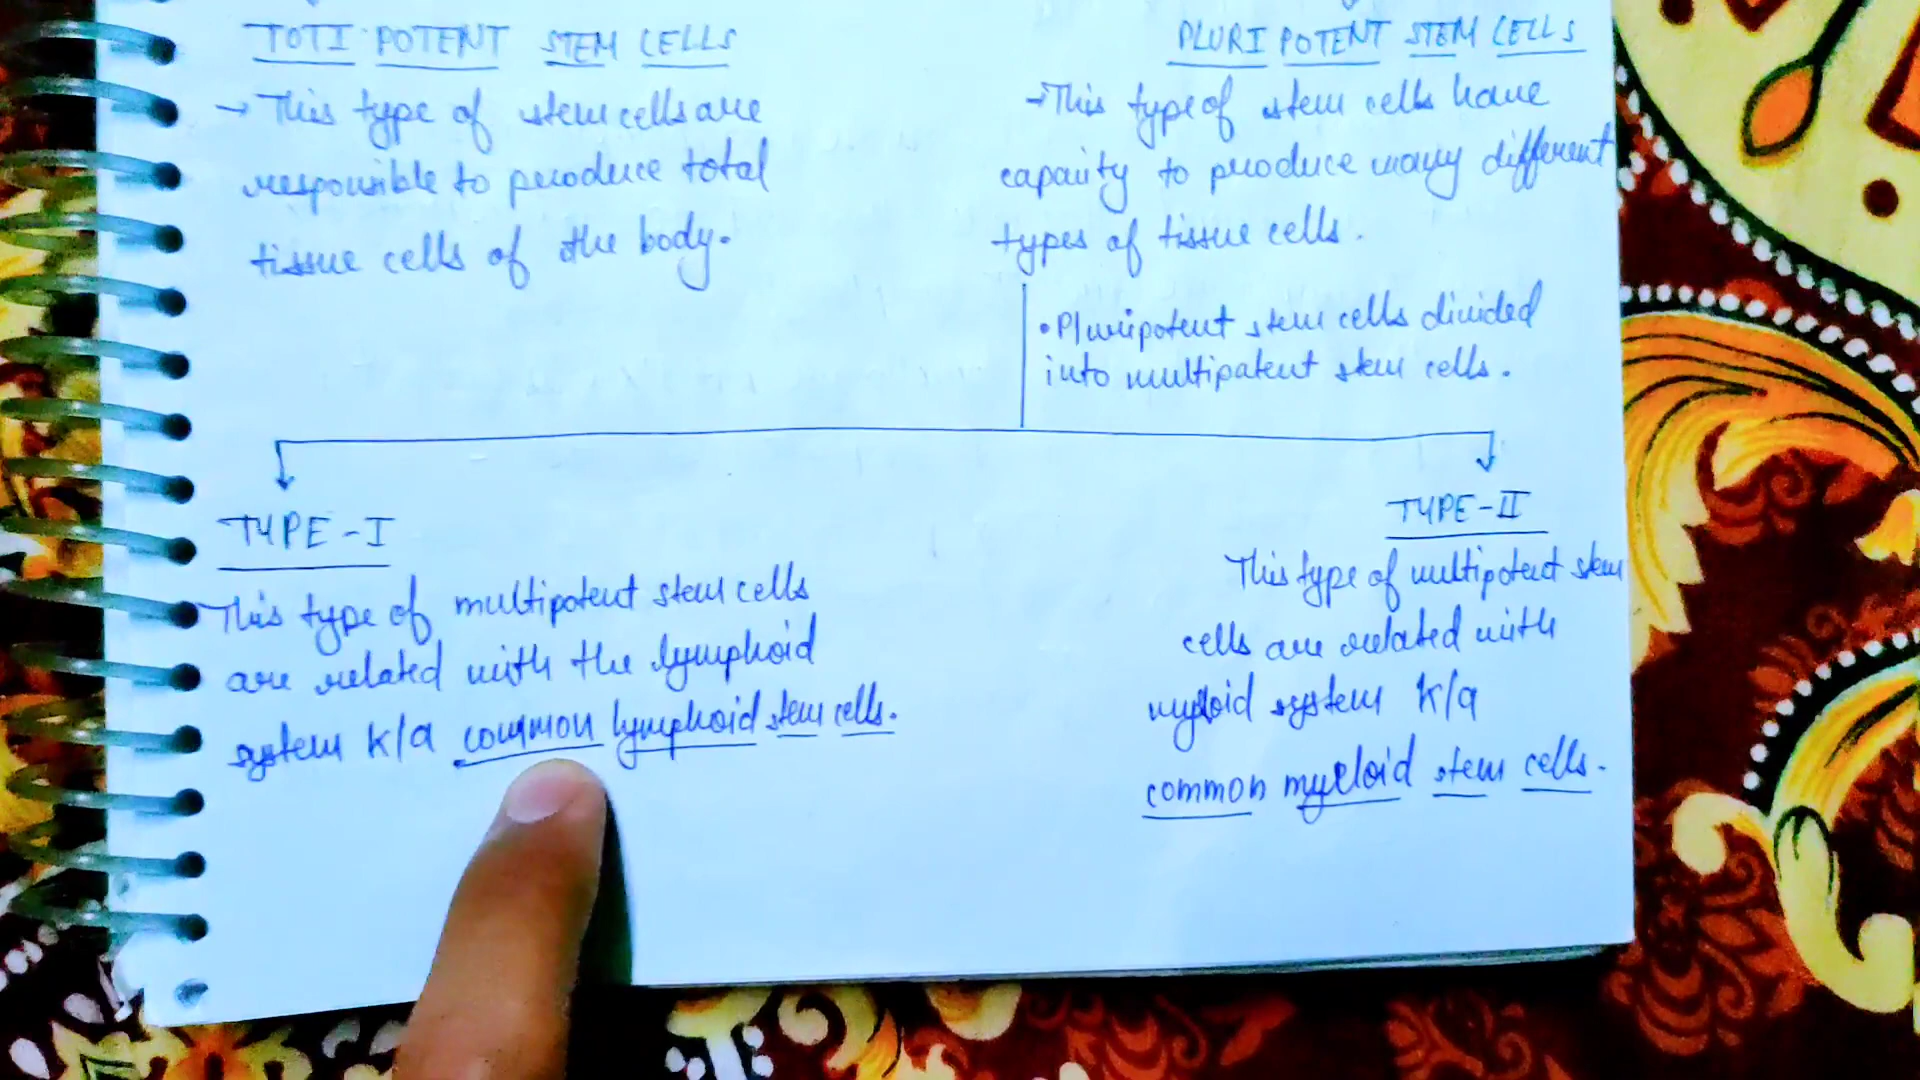 TOTI POTENT STEM CELLS
→ This type of stem cells are
responsible to produce total
tissue cells of the body.
PLURI POTENT STEM CELLS
→ This type of stem cells have
capacity to produce many different
types of tissue cells.
• Pluripotent stem cells divided
into multipatent stem cells.
TYPE-I
This type of multipotent stem cells
are related with the lymphoid
system k/a common lymphoid stem cells.
TYPE-II
This type of multipotent stem
cells are related with
myloid system k/a
common myeloid stem cells.